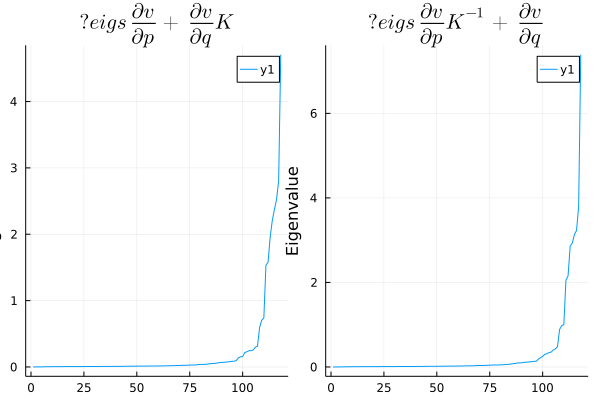 ?eigs ∂v/∂p + ∂v/∂q K
?eigs ∂v/∂p K⁻¹ + ∂v/∂q
y1
y1
4
3
2
1
0
0 25 50 75 100
Eigenvalue
6
4
2
0
0 25 50 75 100